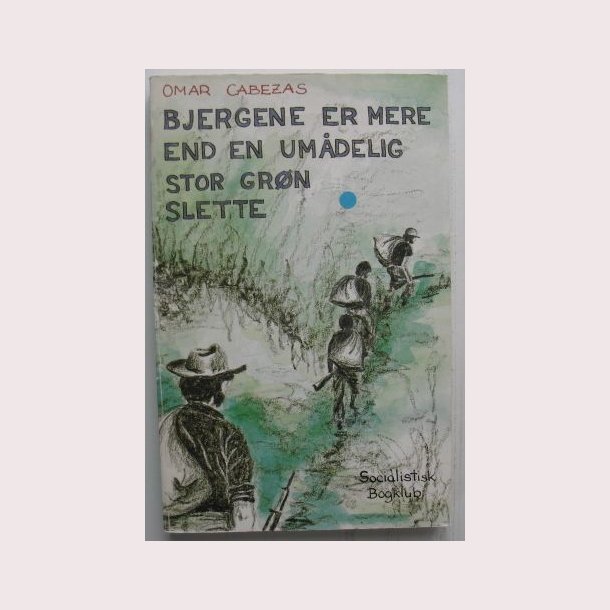 OMAR CABEZAS
BJERGENE ER MERE
END EN UMÅDELIG
STOR GRØN
SLETTE
Socialistisk
Bogklub